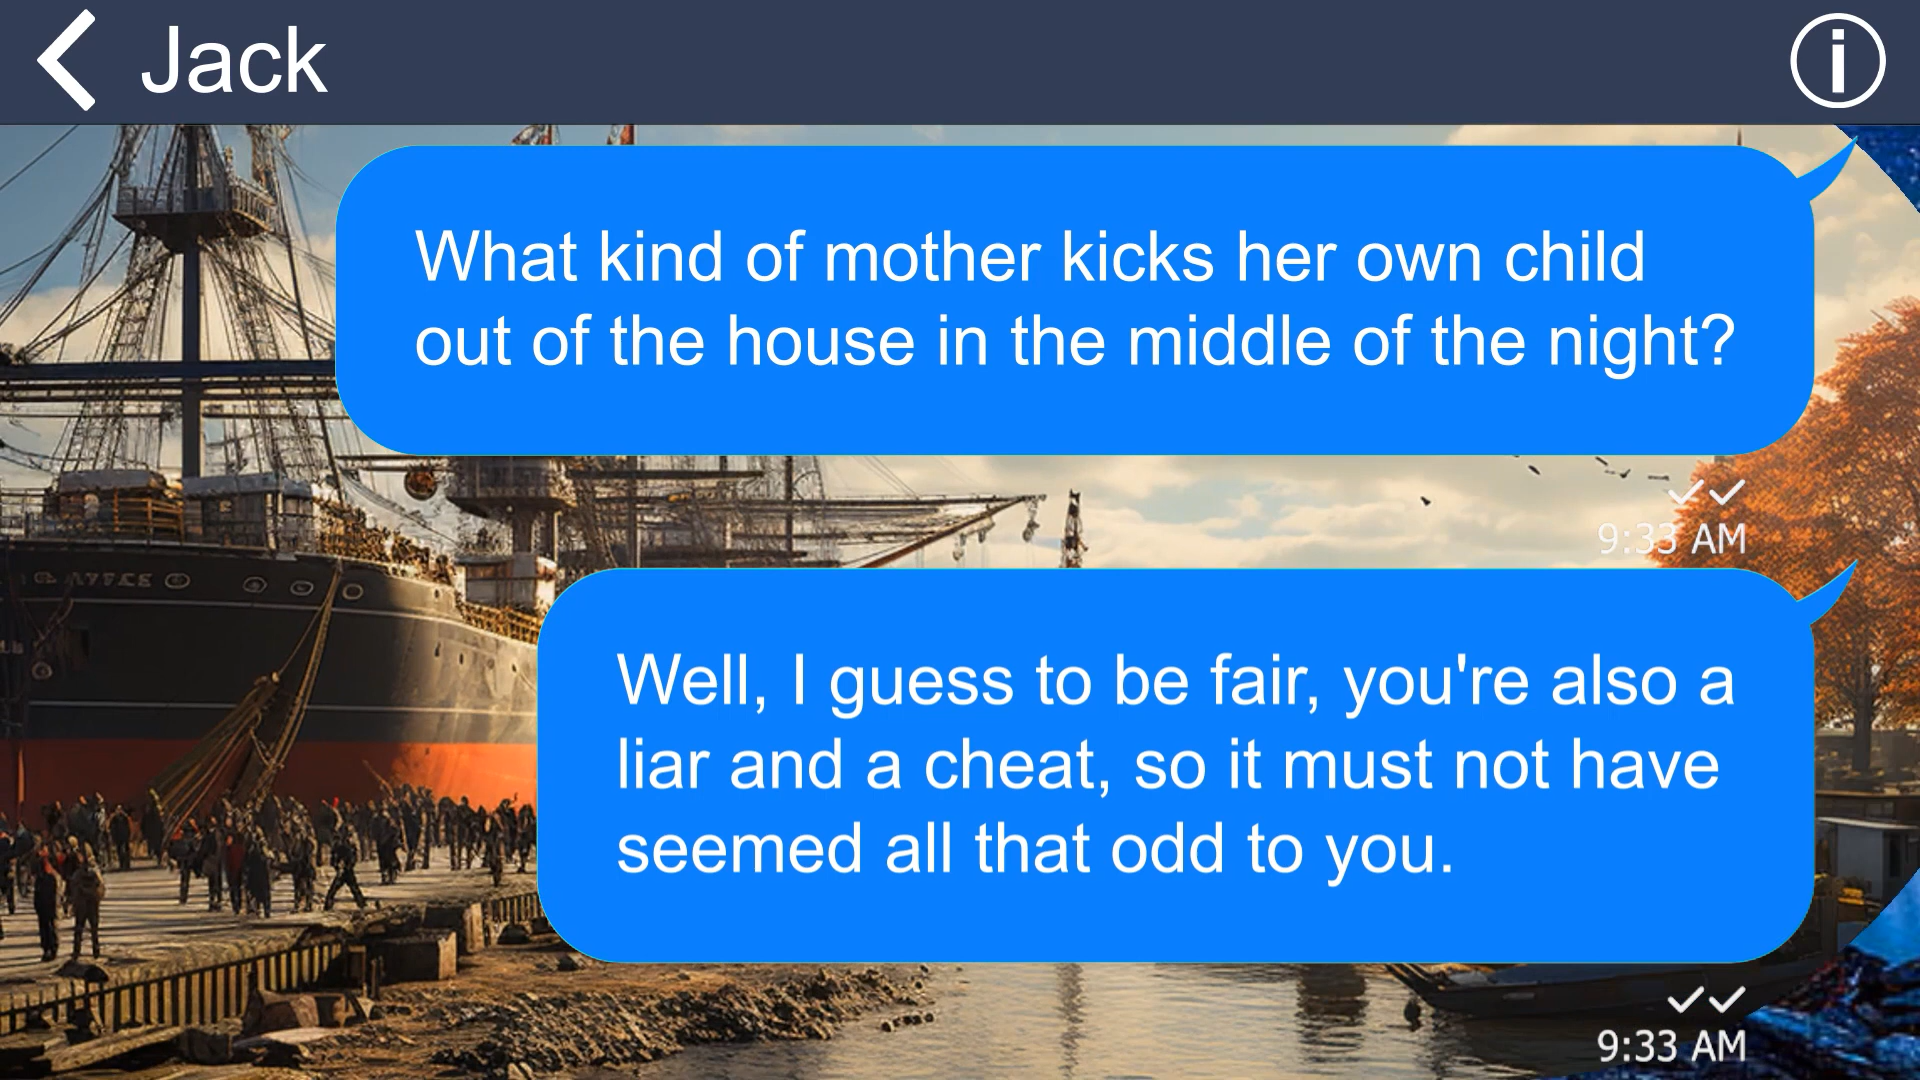 Jack
What kind of mother kicks her own child
out of the house in the middle of the night?
9:33 AM
Well, I guess to be fair, you're also a
liar and a cheat, so it must not have
seemed all that odd to you.
9:33 AM